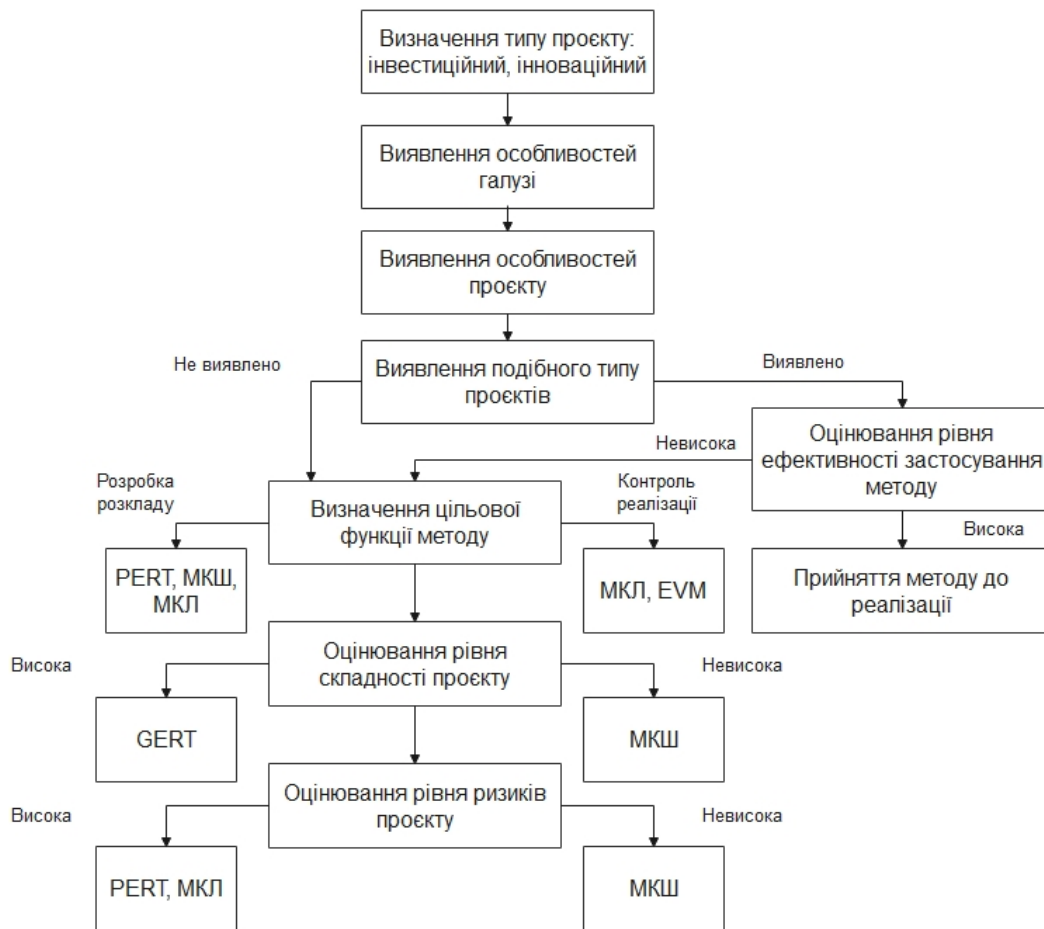 Визначення типу проєкту:
інвестиційний, інноваційний
Виявлення особливостей
галузі
Виявлення особливостей
проєкту
Не виявлено
Виявлення подібного типу
проєктів
Виявлено
Оцінювання рівня
ефективності застосування
методу
Невисока
Розробка
розкладу
Визначення цільової
функції методу
Контроль
реалізації
Висока
PERT, МКШ,
МКЛ
МКЛ, EVM
Прийняття методу до
реалізації
Висока
Оцінювання рівня
складності проєкту
Невисока
GERT
МКШ
Висока
Оцінювання рівня ризиків
проєкту
Невисока
PERT, МКЛ
МКШ